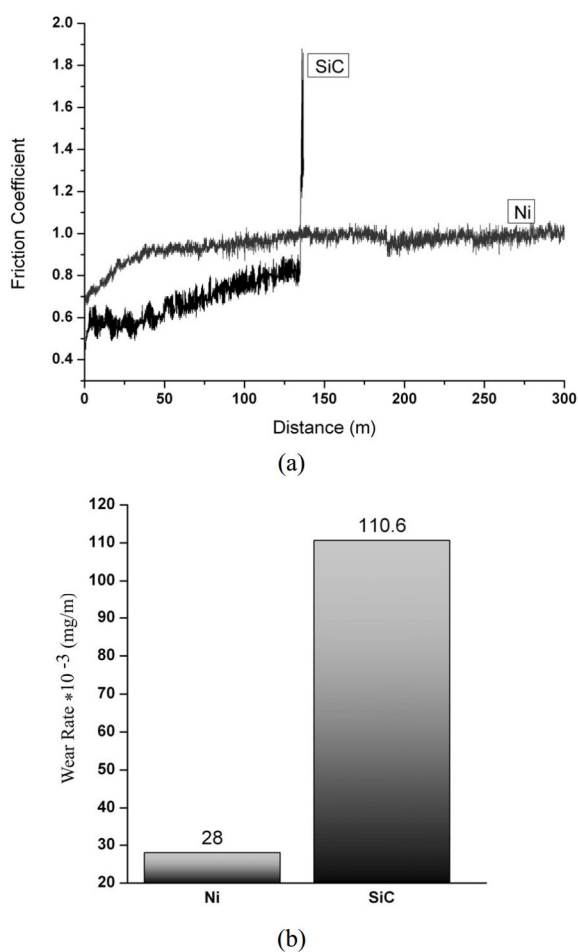 2.0
1.8
SiC
1.6
1.4
1.2
Ni
1.0
0.8
0.6
0.4
Friction Coefficient
0 50 100 150 200 250 300
Distance (m)
(a)
120
110.6
110
100
90
80
70
60
50
40
28
30
20
Wear Rate *10 -3 (mg/m)
Ni SiC
(b)